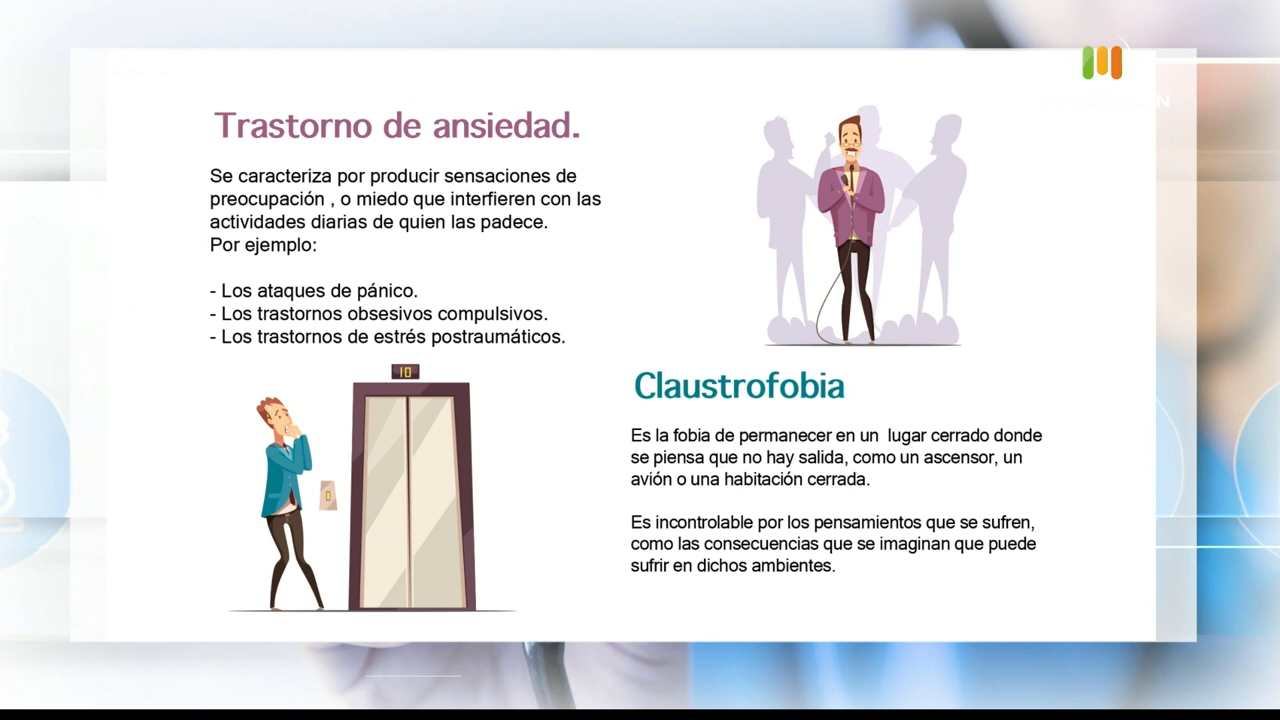 Trastorno de ansiedad.
Se caracteriza por producir sensaciones de
preocupación , o miedo que interfieren con las
actividades diarias de quien las padece.
Por ejemplo:
- Los ataques de pánico.
- Los trastornos obsesivos compulsivos.
- Los trastornos de estrés postraumáticos.
10
0
Claustrofobia
Es la fobia de permanecer en un lugar cerrado donde
se piensa que no hay salida, como un ascensor, un
avión o una habitación cerrada.
Es incontrolable por los pensamientos que se sufren,
como las consecuencias que se imaginan que puede
sufrir en dichos ambientes.